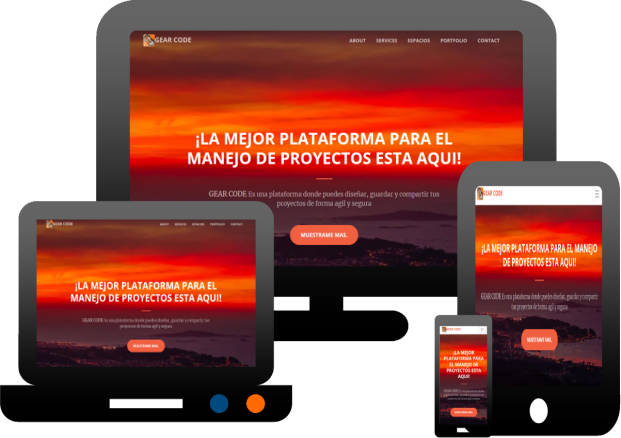 GEAR CODE
ABOUT SERVICES ESPACIOS PORTFOLIO CONTACT
¡LA MEJOR PLATAFORMA PARA EL
MANEJO DE PROYECTOS ESTA AQUI!
GEAR CODE Es una plataforma donde puedes diseñar, guardar y compartir tus
proyectos de forma agil y segura
MUESTRAME MAS.
GEAR CODE
ABOUT SERVICES ESPACIOS PORTFOLIO CONTACT
¡LA MEJOR PLATAFORMA PARA EL
MANEJO DE PROYECTOS ESTA AQUI!
GEAR CODE Es una plataforma donde puedes diseñar, guardar y compartir tus
proyectos de forma agil y segura
MUESTRAME MAS.
GEAR CODE
¡LA MEJOR PLATAFORMA PARA EL MANEJO
DE PROYECTOS ESTA AQUI!
GEAR CODE Es una plataforma donde puedes diseñar, guardar y compartir
tus proyectos de forma agil y segura
MUESTRAME MAS.
GEAR CODE
¡LA MEJOR
PLATAFORMA PARA
EL MANEJO DE
PROYECTOS ESTA
AQUI!
MUESTRAME MAS.